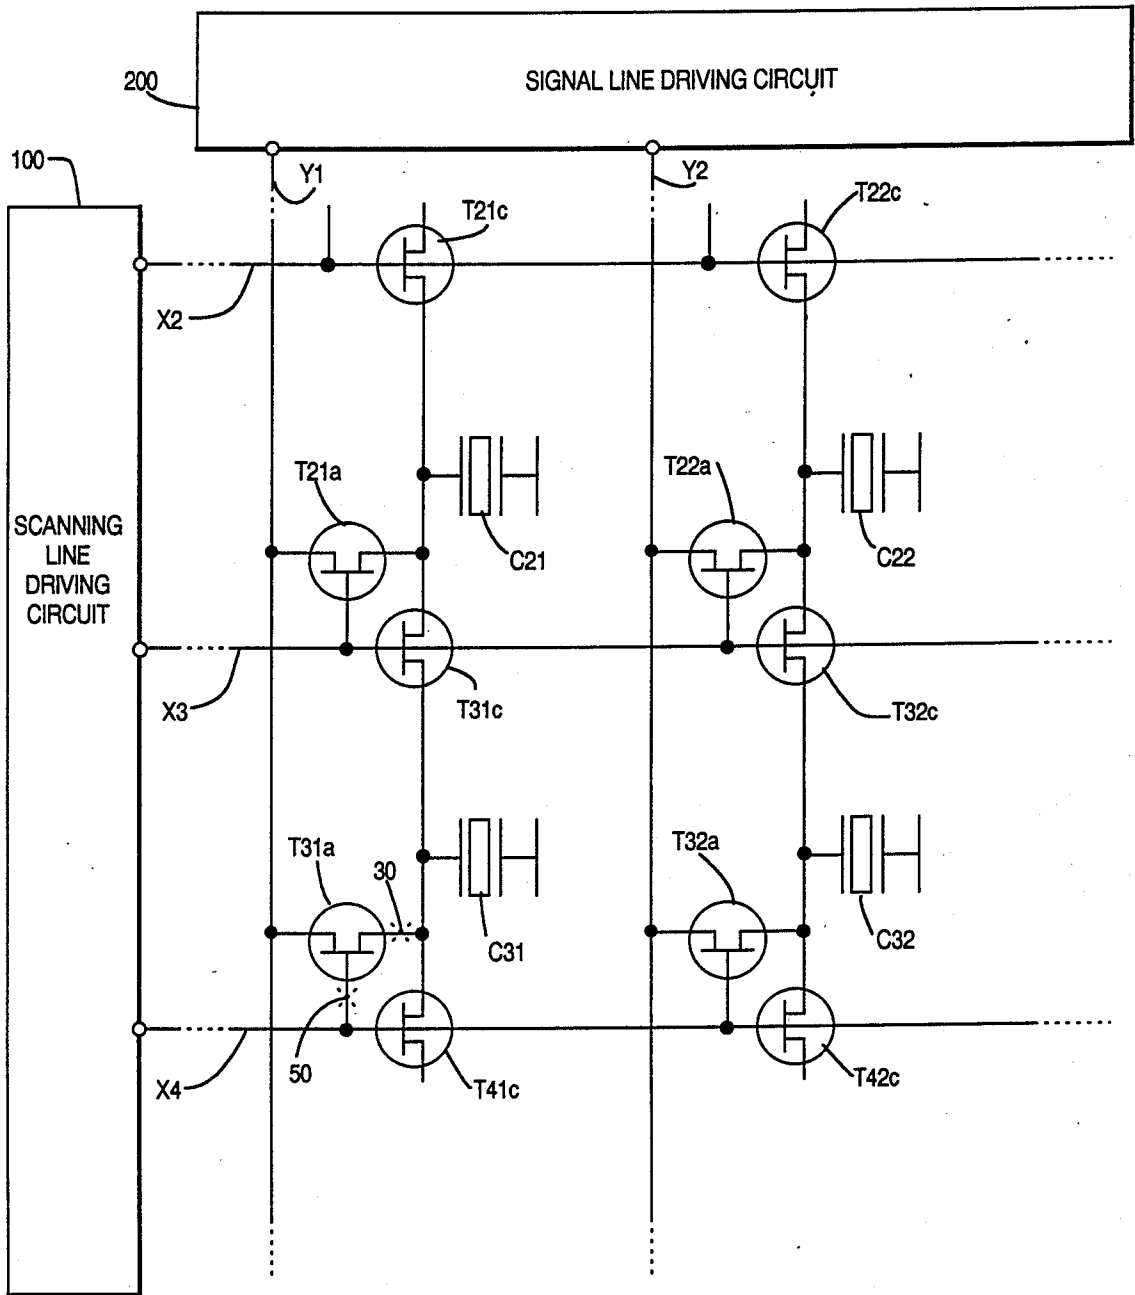 SIGNAL LINE DRIVING CIRCUIT
200
100
Y1
Y2
T21c
T22c
X2
T21a
T22a
C21
C22
SCANNING
LINE
DRIVING
CIRCUIT
X3
T31c
T32c
T31a
30
T32a
C31
C32
50
X4
T41c
T42c